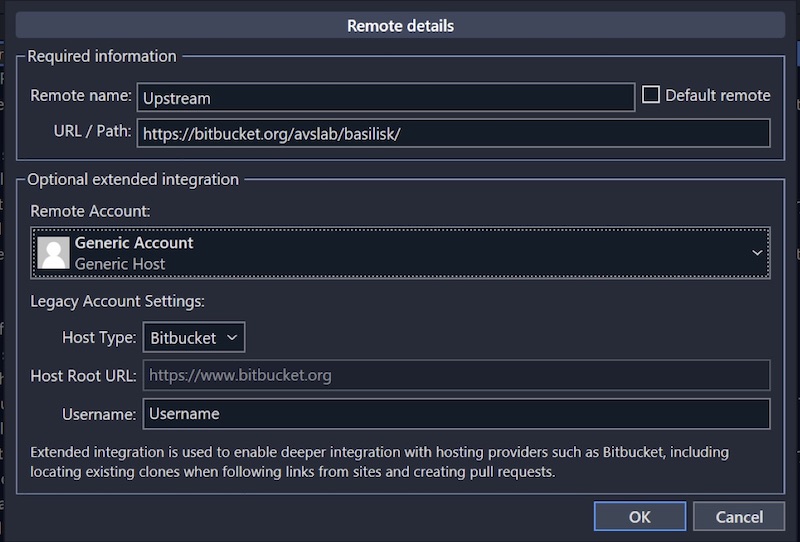 Remote details
Required information
Remote name: Upstream Default remote
URL / Path: https://bitbucket.org/avslab/basilisk/
Optional extended integration
Remote Account:
Generic Account
Generic Host
Legacy Account Settings:
Host Type: Bitbucket
Host Root URL: https://www.bitbucket.org
Username: Username
Extended integration is used to enable deeper integration with hosting providers such as Bitbucket, including
locating existing clones when following links from sites and creating pull requests.
OK Cancel